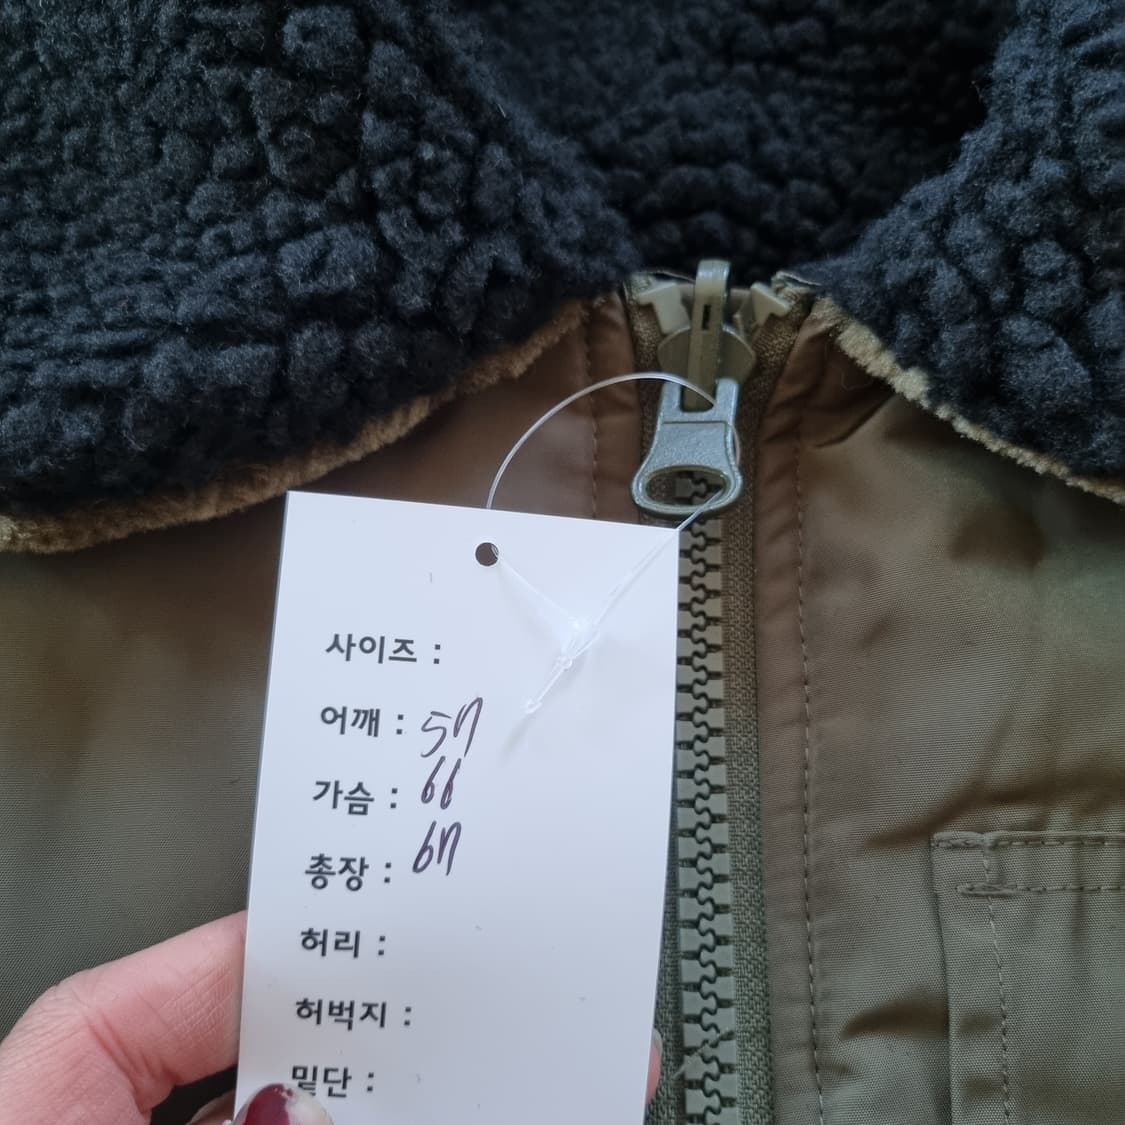 사이즈 :
어깨 : 57
가슴 : 66
총장 : 67
허리 :
허벅지 :
밑단 :